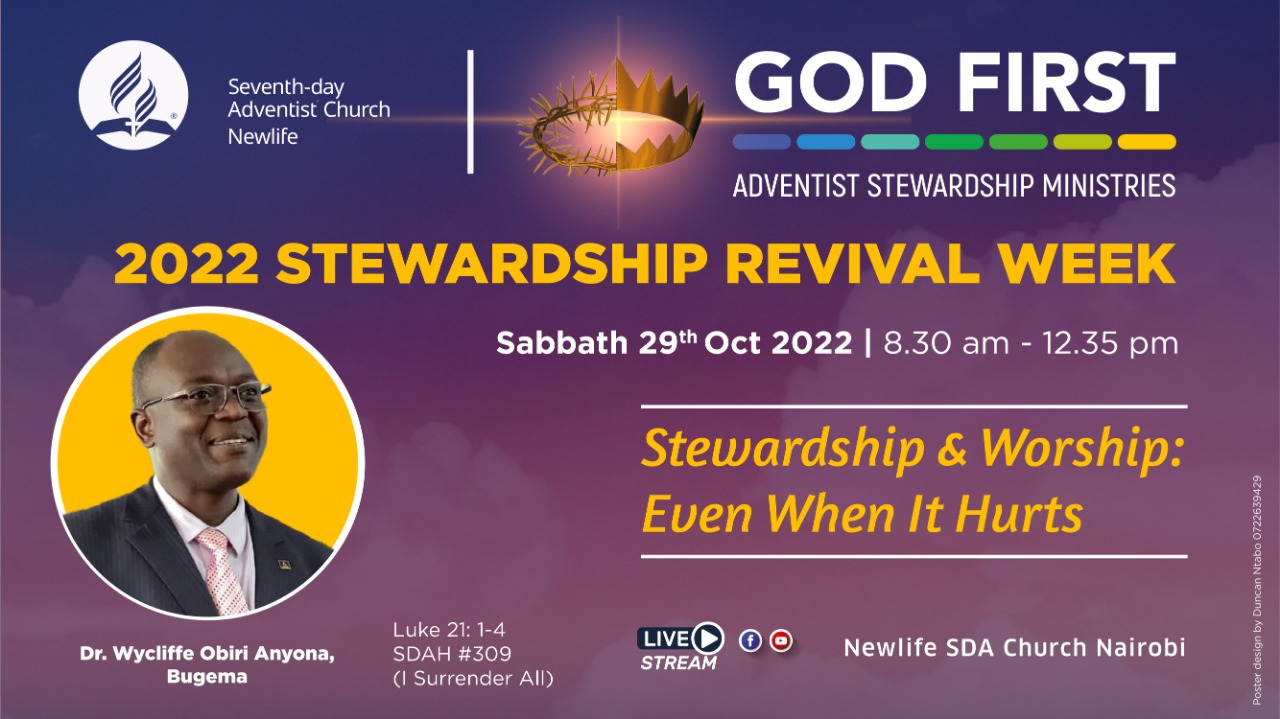 Seventh-day
Adventist Church
Newlife
®
GOD FIRST
ADVENTIST STEWARDSHIP MINISTRIES
2022 STEWARDSHIP REVIVAL WEEK
Sabbath 29th Oct 2022 | 8.30 am - 12.35 pm
Stewardship & Worship:
Even When It Hurts
Dr. Wycliffe Obiri Anyona,
Bugema
Luke 21: 1-4
SDAH #309
(I Surrender All)
LIVE
STREAM
Newlife SDA Church Nairobi
Poster design by Duncan Ntabo 0722639429